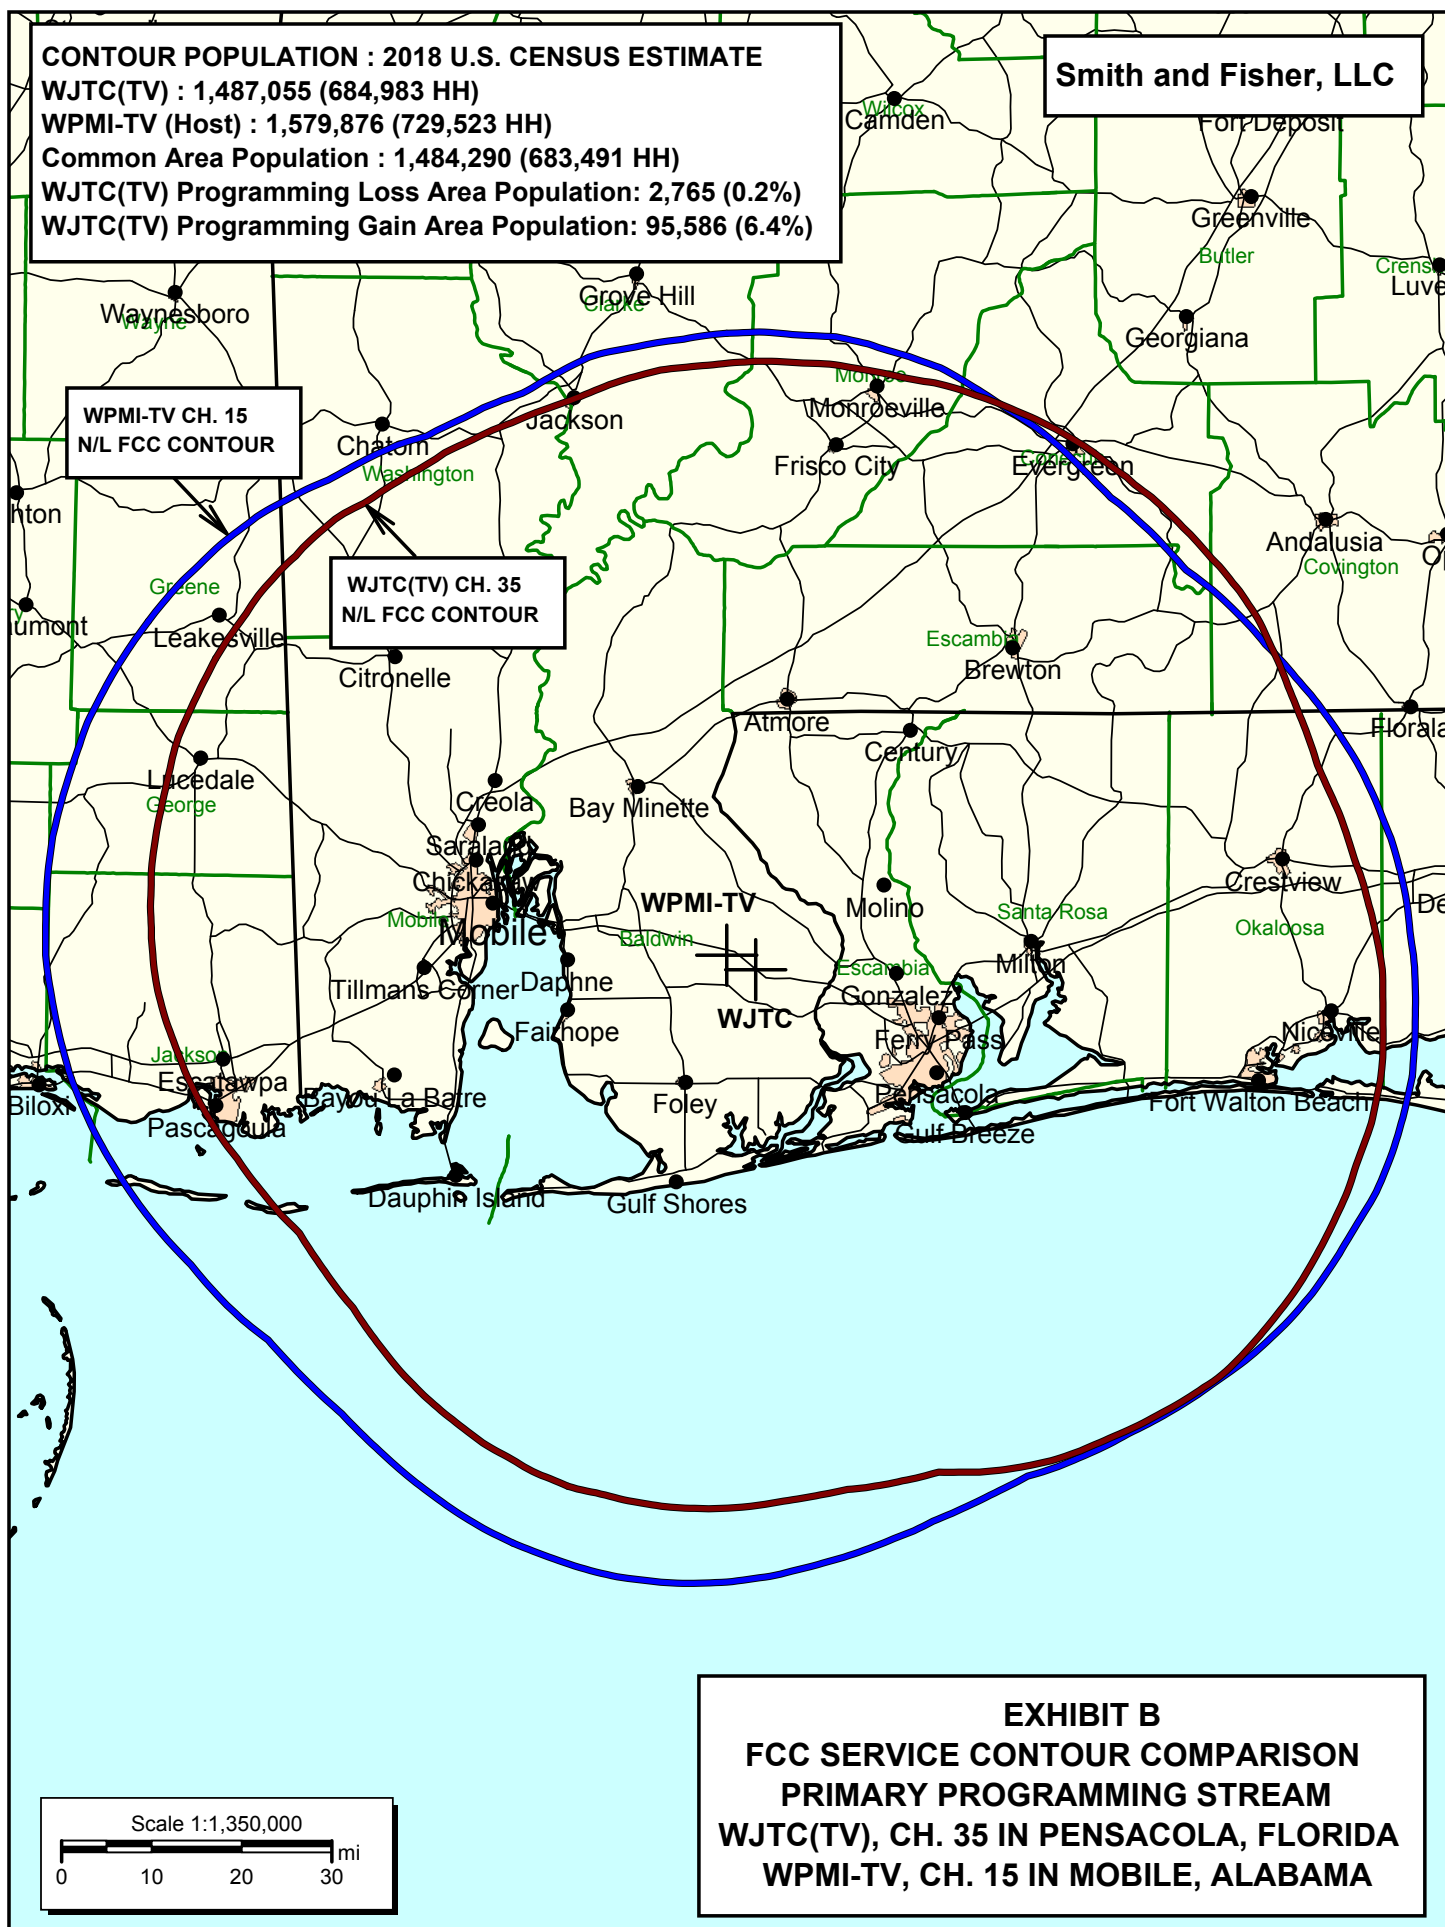 CONTOUR POPULATION : 2018 U.S. CENSUS ESTIMATE
WJTC(TV) : 1,487,055 (684,983 HH)
WPMI-TV (Host) : 1,579,876 (729,523 HH)
Common Area Population : 1,484,290 (683,491 HH)
WJTC(TV) Programming Loss Area Population: 2,765 (0.2%)
WJTC(TV) Programming Gain Area Population: 95,586 (6.4%)
Smith and Fisher, LLC
Wilcox
Camden
Fort Deposit
Greenville
Butler
Crens
Luve
Grove Hill
Clarke
Waynesboro
Wayne
Georgiana
Monroe
Monroeville
WPMI-TV CH. 15
N/L FCC CONTOUR
Jackson
Chatom
Washington
Frisco City
Evergreen
hton
Andalusia
Covington
WJTC(TV) CH. 35
N/L FCC CONTOUR
Greene
Leakesville
aumont
Citronelle
Escambia
Brewton
Atmore
Century
Florala
Lucedale
George
Creola
Bay Minette
Saraland
Chickasaw
Mobile
Mobile
WPMI-TV
Baldwin
Molino
Santa Rosa
Crestview
Okaloosa
De
Tillmans Corner
Daphne
Escambia
Milton
Gonzalez
Fairhope
WJTC
Ferry Pass
Niceville
Jackson
Escatawpa
Biloxi
Bayou La Batre
Foley
Pensacola
Fort Walton Beach
Pascagoula
Gulf Breeze
Dauphin Island
Gulf Shores
EXHIBIT B
FCC SERVICE CONTOUR COMPARISON
PRIMARY PROGRAMMING STREAM
WJTC(TV), CH. 35 IN PENSACOLA, FLORIDA
WPMI-TV, CH. 15 IN MOBILE, ALABAMA
Scale 1:1,350,000
mi
0 10 20 30